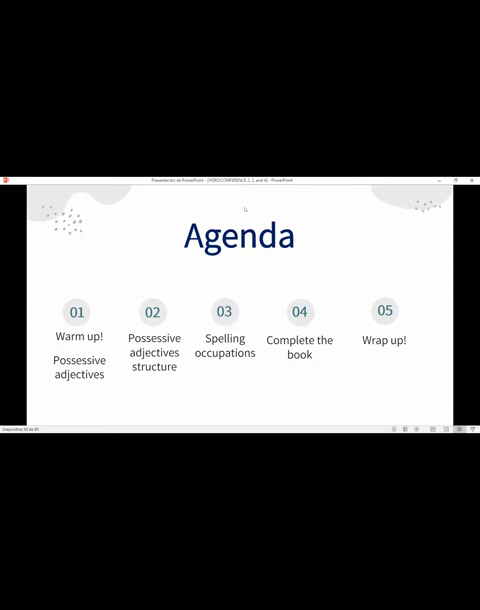 Presentación de PowerPoint - [VIDEOCONFERENCE 2, 3, and 4] - PowerPoint
Agenda
01
Warm up!
Possessive
adjectives
02
Possessive
adjectives
structure
03
Spelling
occupations
04
Complete the
book
05
Wrap up!